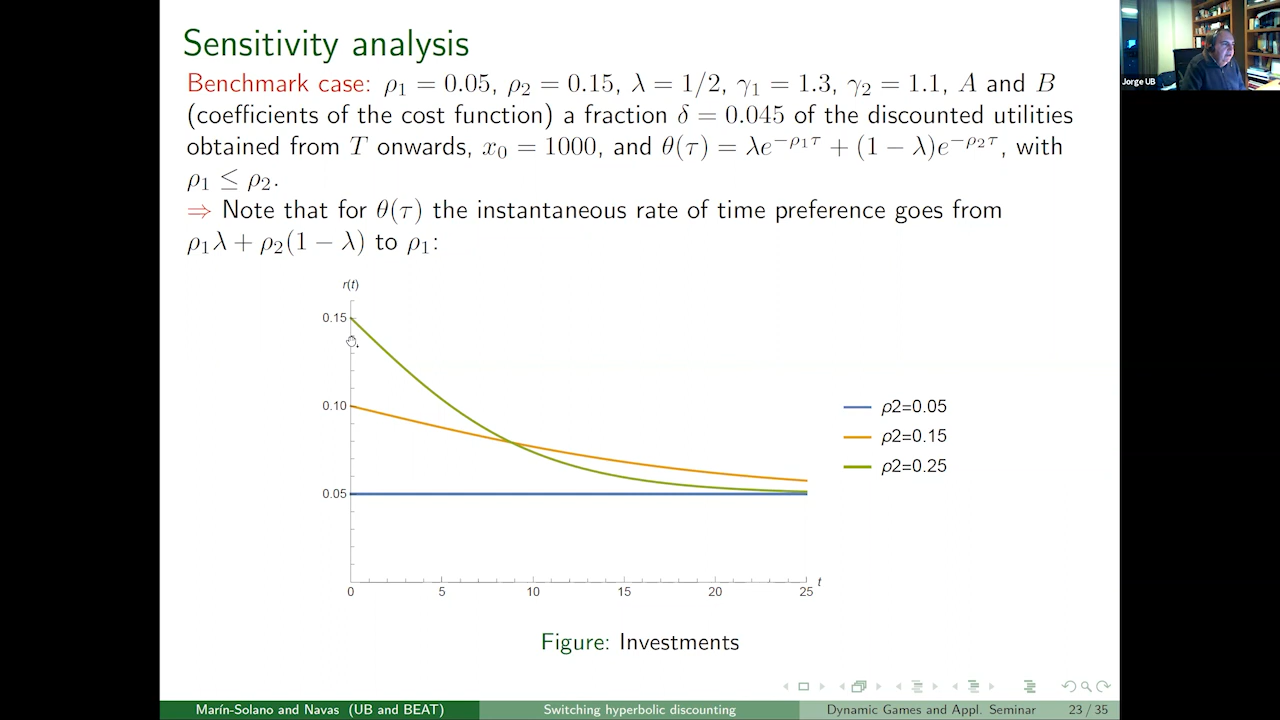 Sensitivity analysis
Benchmark case: ρ₁ = 0.05, ρ₂ = 0.15, λ = 1/2, γ₁ = 1.3, γ₂ = 1.1, A and B
(coefficients of the cost function) a fraction δ = 0.045 of the discounted utilities
obtained from T onwards, x₀ = 1000, and θ(τ) = λe^{−ρ₁τ} + (1 − λ)e^{−ρ₂τ}, with
ρ₁ ≤ ρ₂.
⇒ Note that for θ(τ) the instantaneous rate of time preference goes from
ρ₁λ + ρ₂(1 − λ) to ρ₁:
r(t)
0.15
0.10
0.05
0 5 10 15 20 25
t
ρ2=0.05
ρ2=0.15
ρ2=0.25
Figure: Investments
Marín-Solano and Navas (UB and BEAT) Switching hyperbolic discounting Dynamic Games and Appl. Seminar 23 / 35
Jorge UB